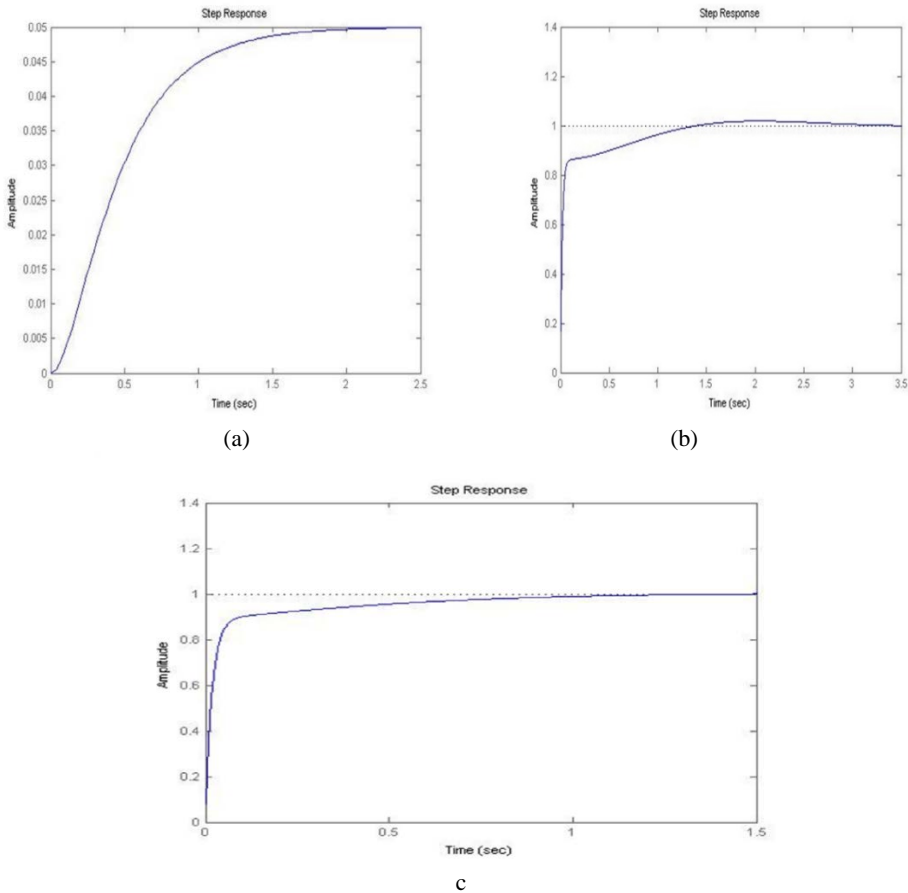 Step Response
0.05
0.045
0.04
0.035
0.03
0.025
0.02
0.015
0.01
0.005
0
Amplitude
0 0.5 1 1.5 2 2.5
Time (sec)
(a)
Step Response
1.4
1.2
1
0.8
0.6
0.4
0.2
0
Amplitude
0 0.5 1 1.5 2 2.5 3 3.5
Time (sec)
(b)
Step Response
1.4
1.2
1
0.8
0.6
0.4
0.2
0
Amplitude
0 0.5 1 1.5
Time (sec)
c